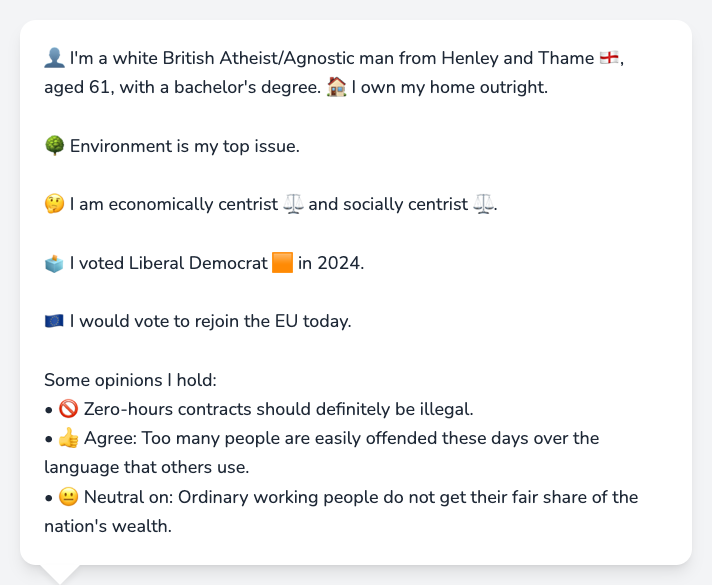 👤 I'm a white British Atheist/Agnostic man from Henley and Thame 🏴󠁧󠁢󠁥󠁮󠁧󠁿,
aged 61, with a bachelor's degree. 🏠 I own my home outright.
🌳 Environment is my top issue.
🤔 I am economically centrist ⚖️ and socially centrist ⚖️.
🗳️ I voted Liberal Democrat 🟧 in 2024.
🇪🇺 I would vote to rejoin the EU today.
Some opinions I hold:
• 🚫 Zero-hours contracts should definitely be illegal.
• 👍 Agree: Too many people are easily offended these days over the
language that others use.
• 😐 Neutral on: Ordinary working people do not get their fair share of the
nation's wealth.